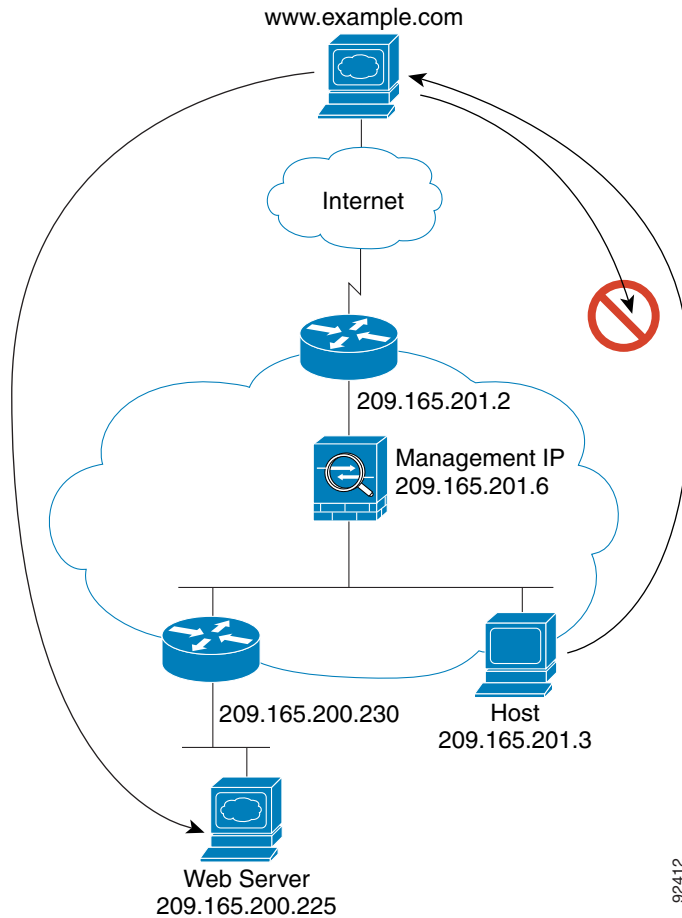 www.example.com
Internet
209.165.201.2
Management IP
209.165.201.6
209.165.200.230
Host
209.165.201.3
Web Server
209.165.200.225
92412